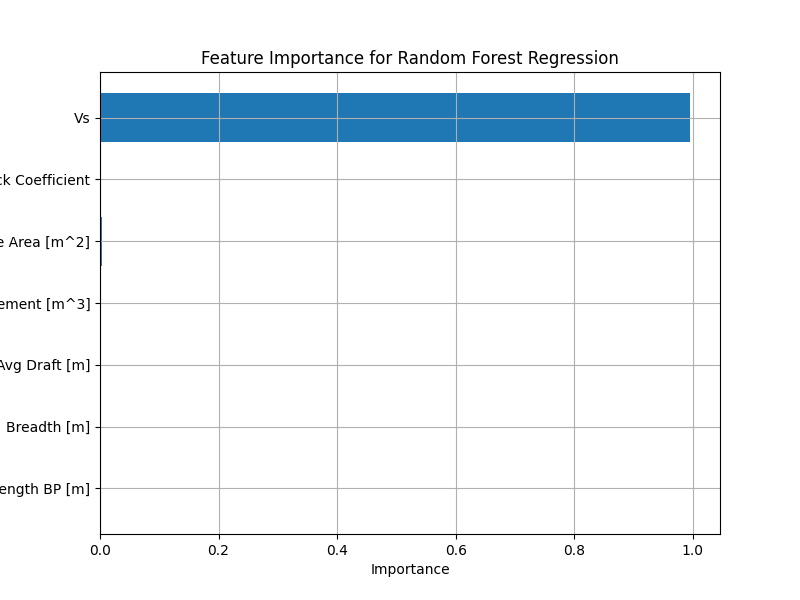 Feature Importance for Random Forest Regression
Vs
ck Coefficient
e Area [m^2]
ement [m^3]
Avg Draft [m]
Breadth [m]
ength BP [m]
0.0 0.2 0.4 0.6 0.8 1.0
Importance